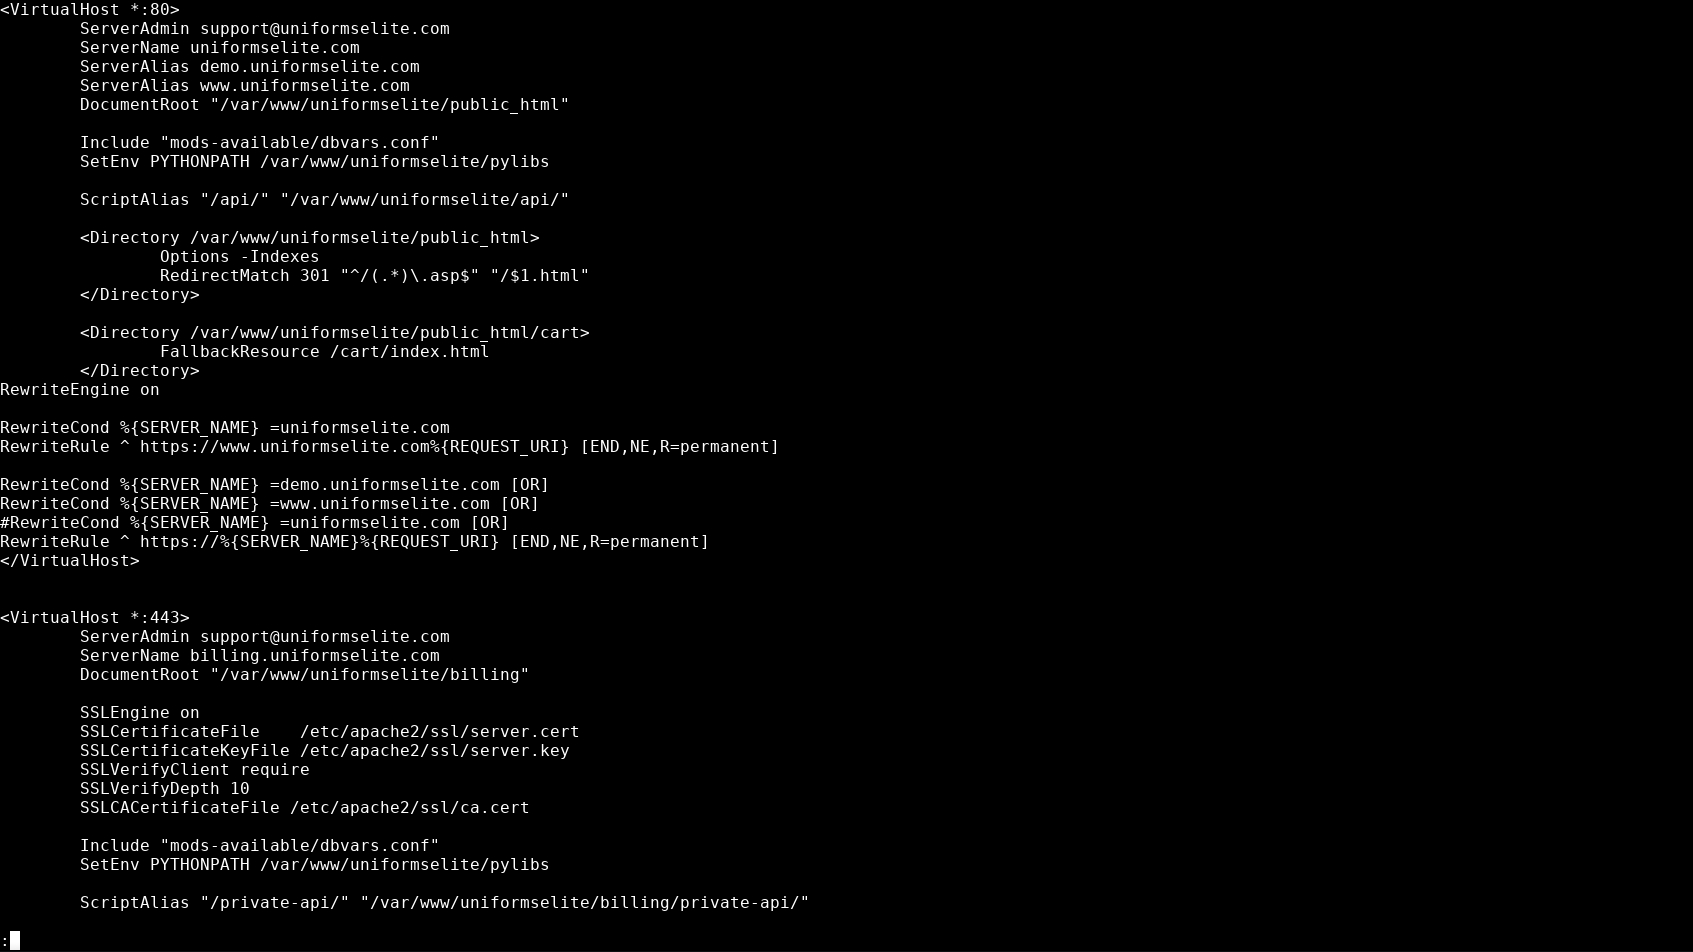 <VirtualHost *:80>
        ServerAdmin support@uniformselite.com
        ServerName uniformselite.com
        ServerAlias demo.uniformselite.com
        ServerAlias www.uniformselite.com
        DocumentRoot "/var/www/uniformselite/public_html"

        Include "mods-available/dbvars.conf"
        SetEnv PYTHONPATH /var/www/uniformselite/pylibs

        ScriptAlias "/api/" "/var/www/uniformselite/api/"

        <Directory /var/www/uniformselite/public_html>
                Options -Indexes
                RedirectMatch 301 "^/(.*)\.asp$" "/$1.html"
        </Directory>

        <Directory /var/www/uniformselite/public_html/cart>
                FallbackResource /cart/index.html
        </Directory>
RewriteEngine on

RewriteCond %{SERVER_NAME} =uniformselite.com
RewriteRule ^ https://www.uniformselite.com%{REQUEST_URI} [END,NE,R=permanent]

RewriteCond %{SERVER_NAME} =demo.uniformselite.com [OR]
RewriteCond %{SERVER_NAME} =www.uniformselite.com [OR]
#RewriteCond %{SERVER_NAME} =uniformselite.com [OR]
RewriteRule ^ https://%{SERVER_NAME}%{REQUEST_URI} [END,NE,R=permanent]
</VirtualHost>


<VirtualHost *:443>
        ServerAdmin support@uniformselite.com
        ServerName billing.uniformselite.com
        DocumentRoot "/var/www/uniformselite/billing"

        SSLEngine on
        SSLCertificateFile    /etc/apache2/ssl/server.cert
        SSLCertificateKeyFile /etc/apache2/ssl/server.key
        SSLVerifyClient require
        SSLVerifyDepth 10
        SSLCACertificateFile /etc/apache2/ssl/ca.cert

        Include "mods-available/dbvars.conf"
        SetEnv PYTHONPATH /var/www/uniformselite/pylibs

        ScriptAlias "/private-api/" "/var/www/uniformselite/billing/private-api/"

: